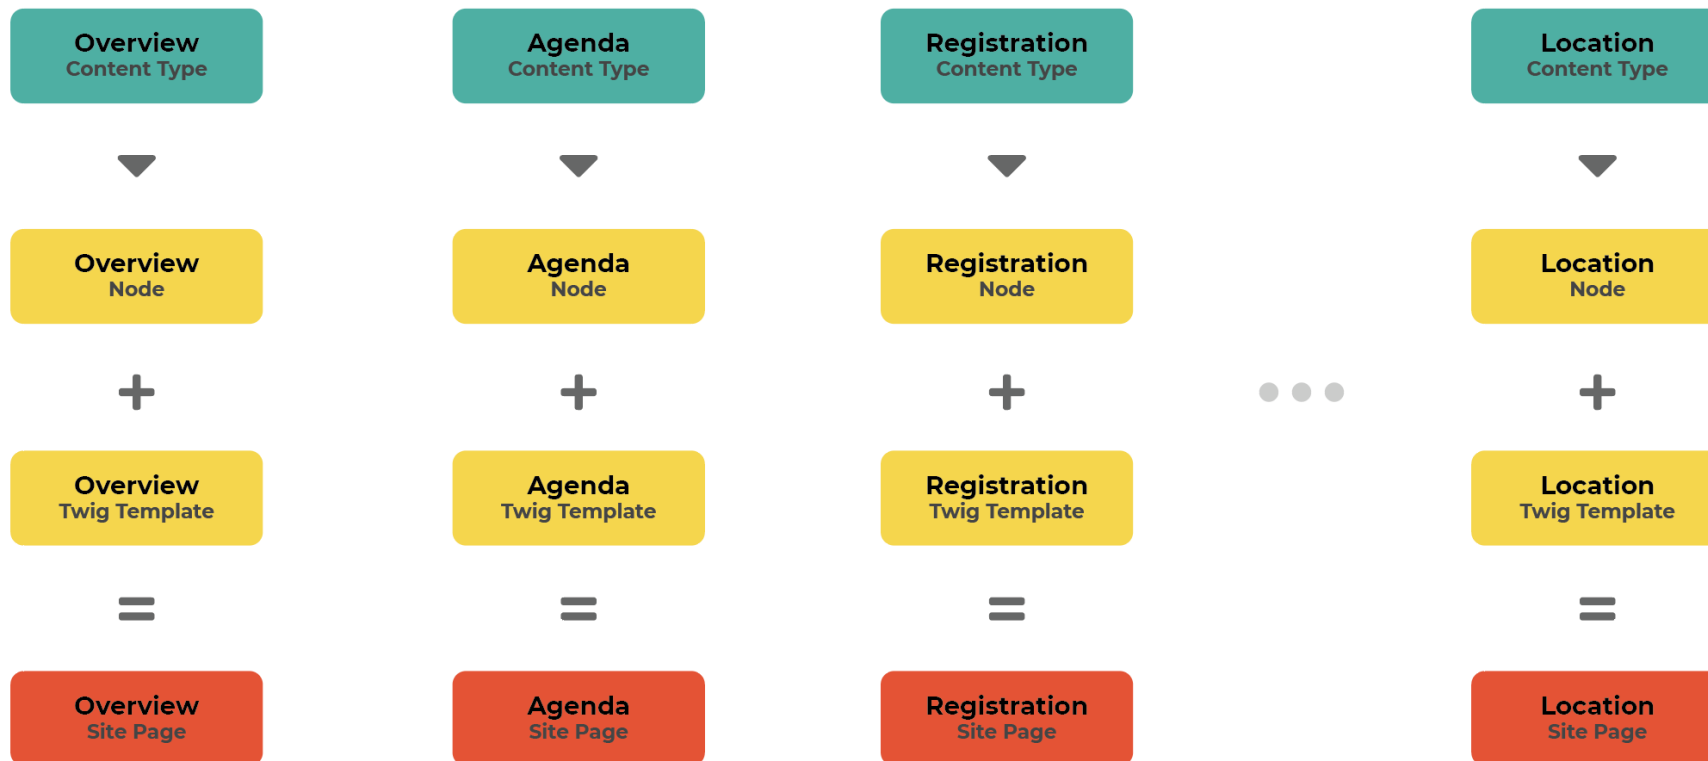 Overview
Content Type
Agenda
Content Type
Registration
Content Type
Location
Content Type
Overview
Node
Agenda
Node
Registration
Node
Location
Node
+
+
+
+
Overview
Twig Template
Agenda
Twig Template
Registration
Twig Template
Location
Twig Template
=
=
=
=
Overview
Site Page
Agenda
Site Page
Registration
Site Page
Location
Site Page